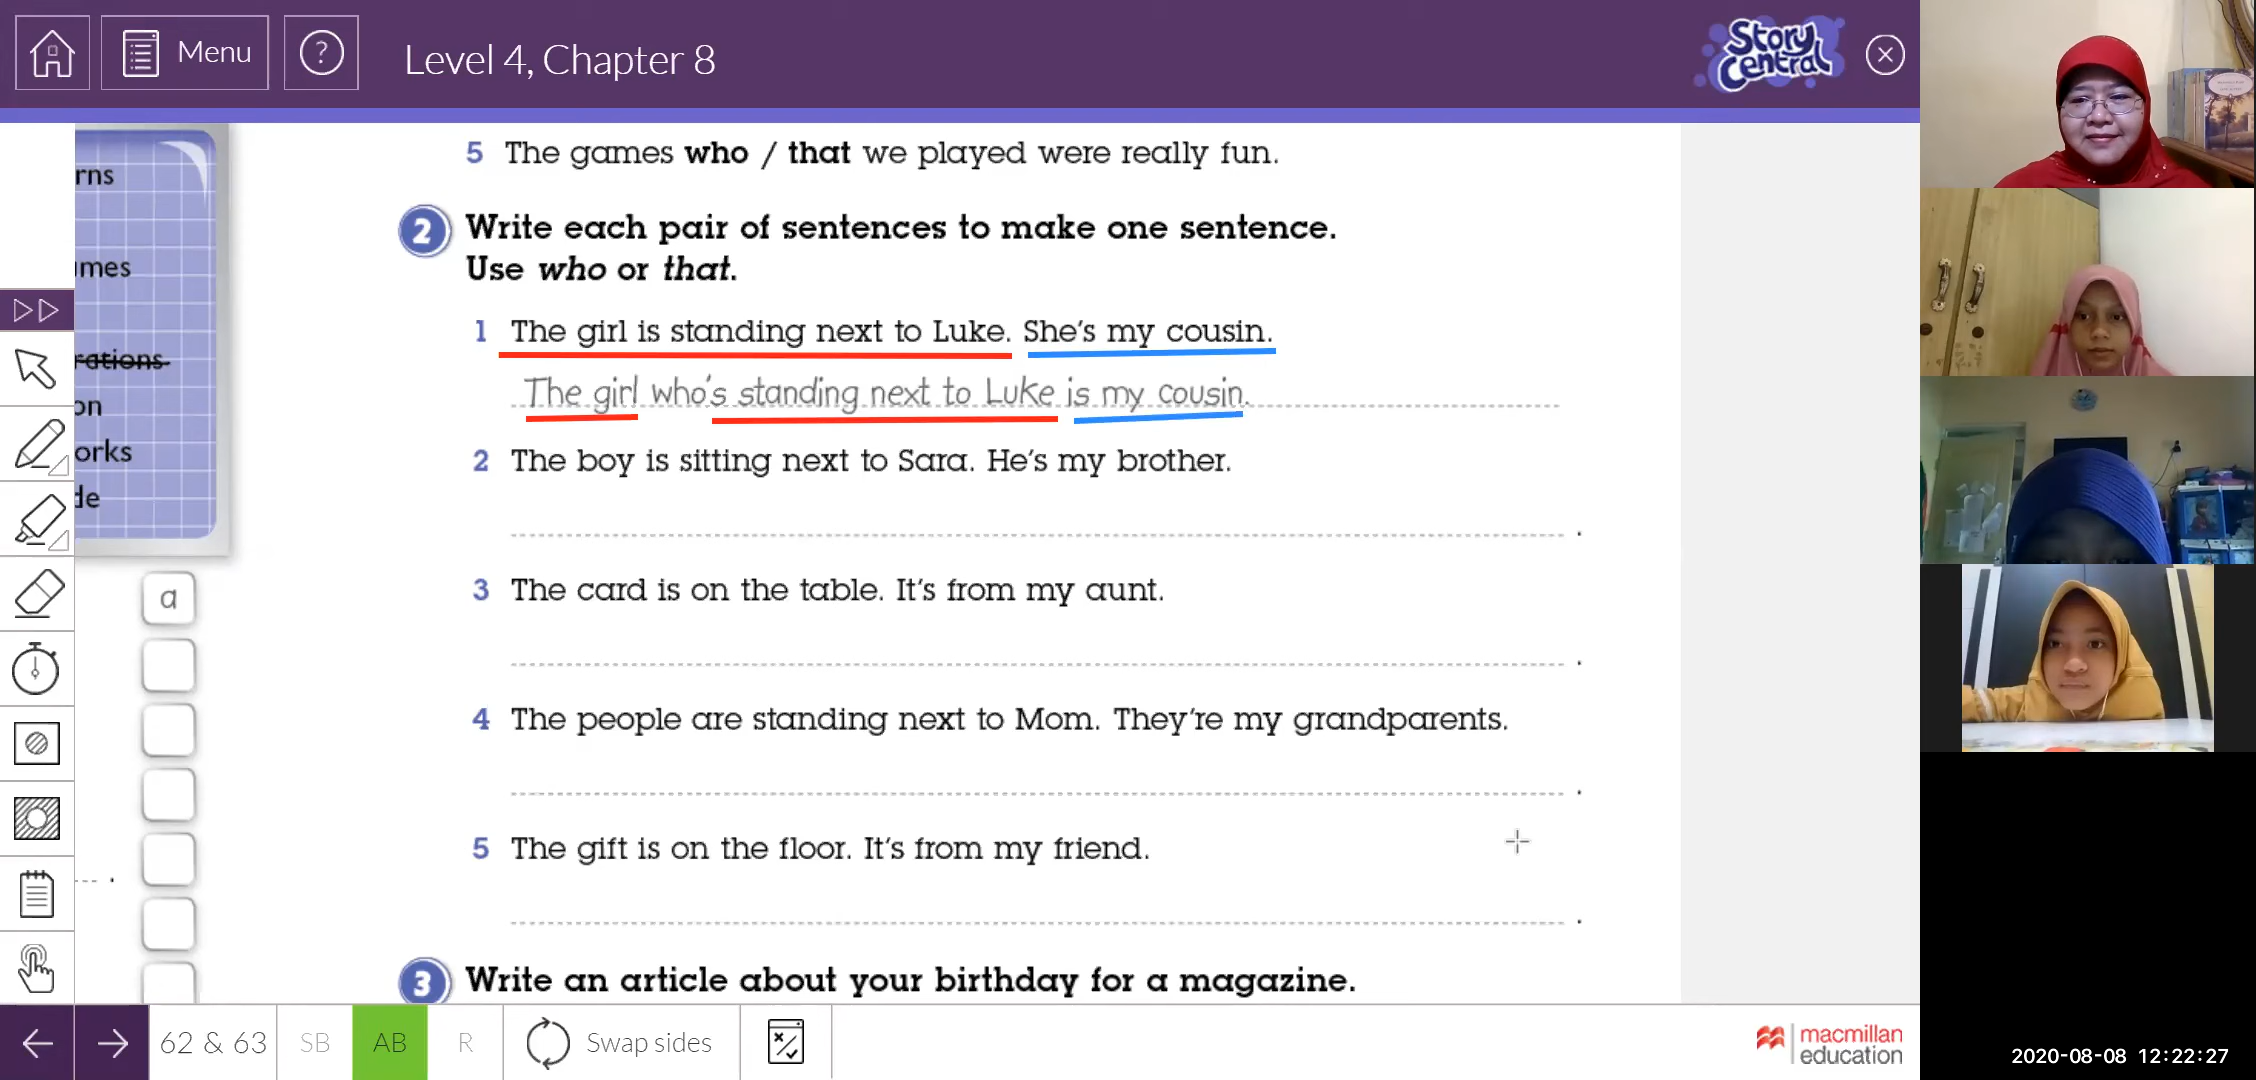 Menu
?
Level 4, Chapter 8
Story Central
5 The games who / that we played were really fun.
2 Write each pair of sentences to make one sentence.
Use who or that.
1 The girl is standing next to Luke. She's my cousin.
The girl who's standing next to Luke is my cousin.
2 The boy is sitting next to Sara. He's my brother.
3 The card is on the table. It's from my aunt.
4 The people are standing next to Mom. They're my grandparents.
5 The gift is on the floor. It's from my friend.
3 Write an article about your birthday for a magazine.
rns
mes
rations
on
orks
de
a
62 & 63
SB
AB
R
Swap sides
macmillan
education
2020-08-08 12:22:27